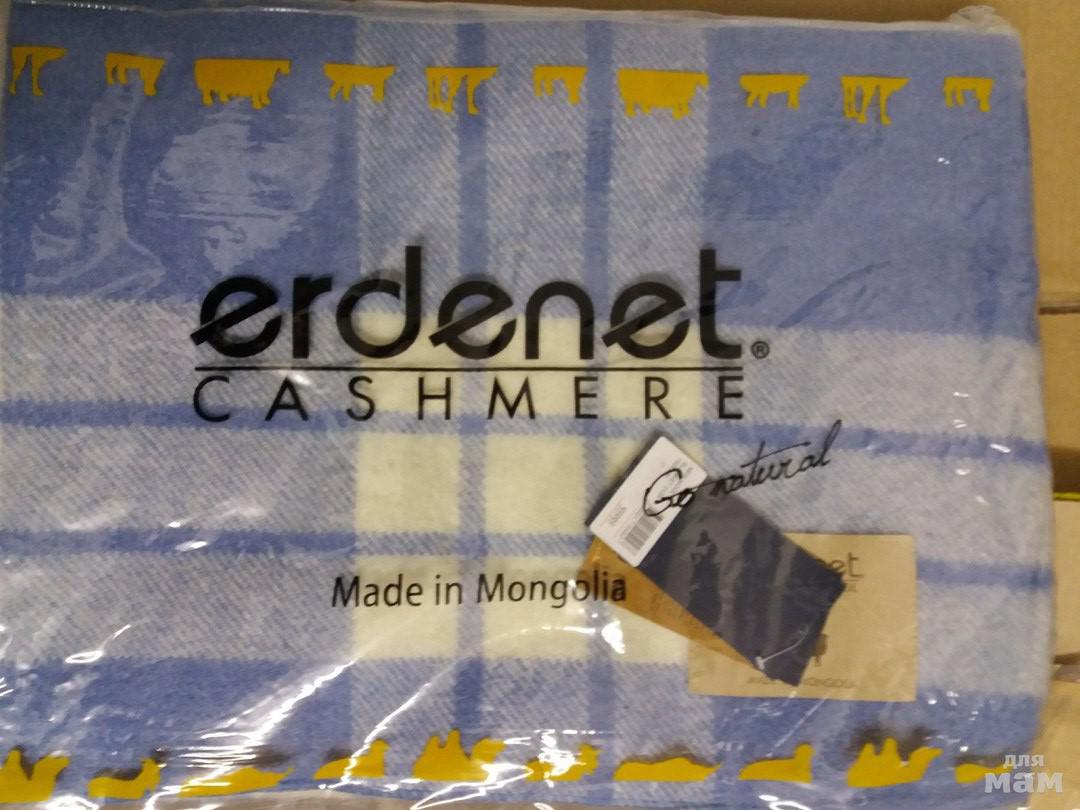 erdenet®
CASHMERE
Go natural
Made in Mongolia
для
мам